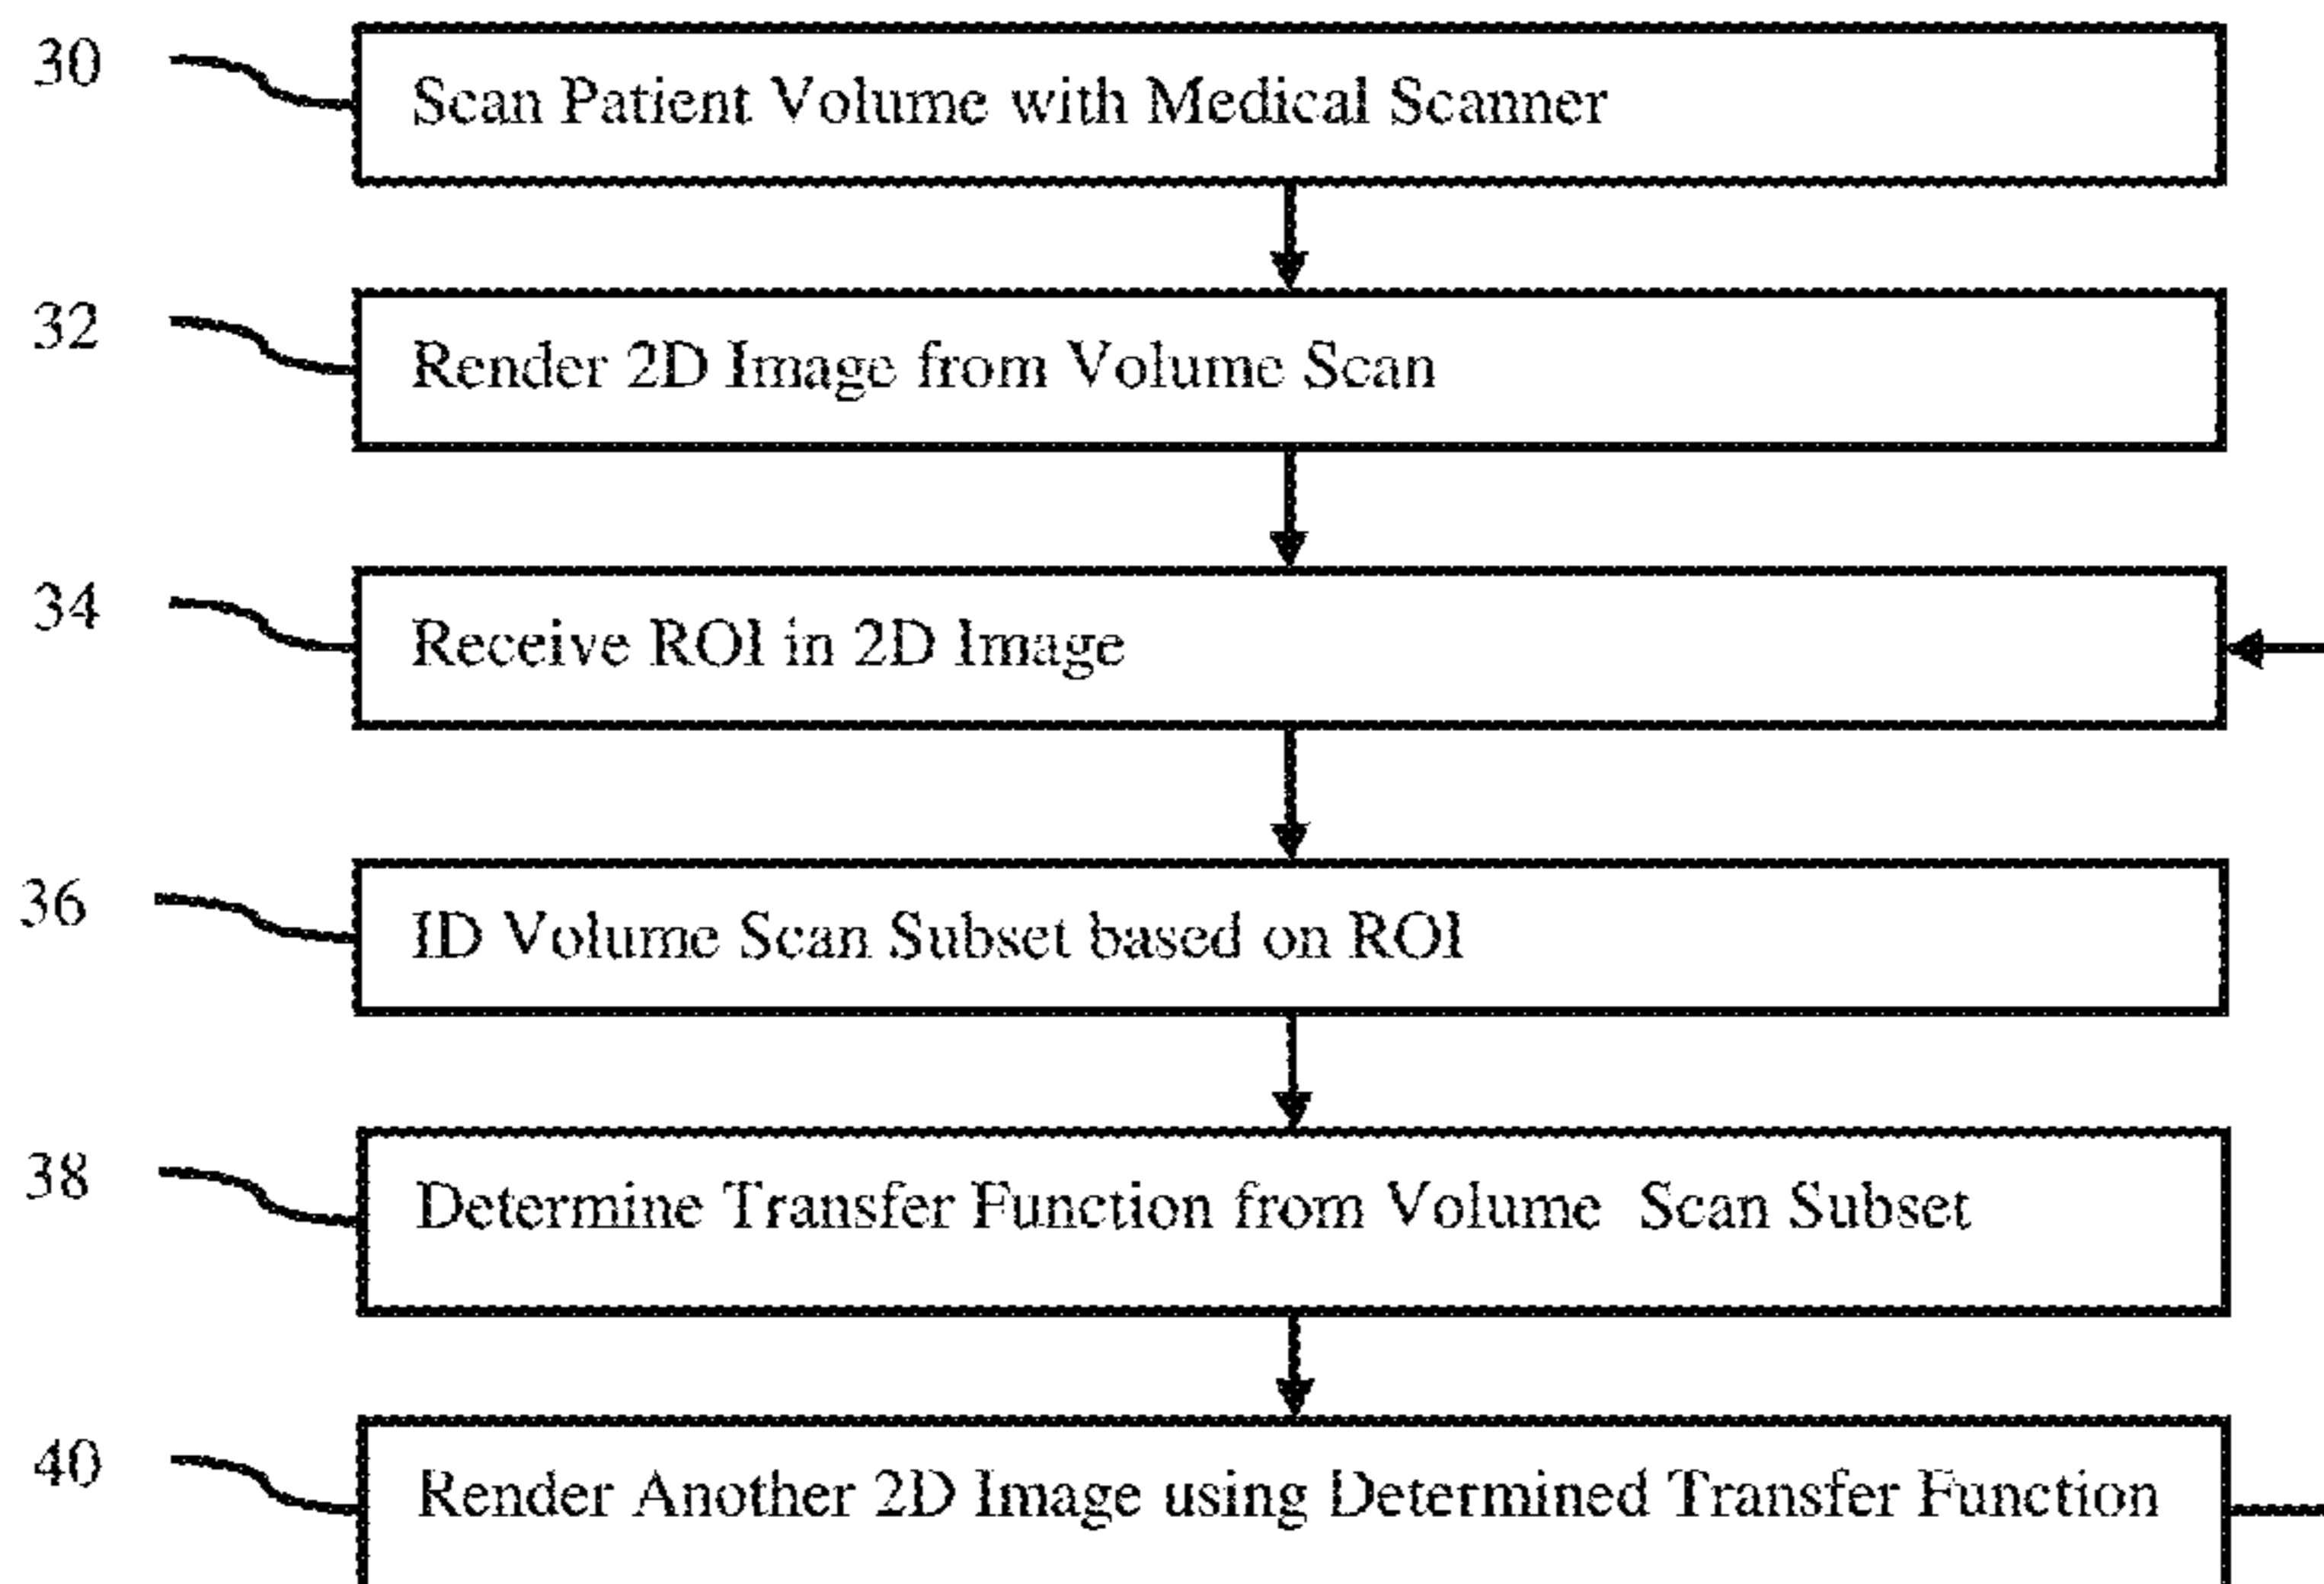 30 Scan Patient Volume with Medical Scanner
32 Render 2D Image from Volume Scan
34 Receive ROI in 2D Image
36 ID Volume Scan Subset based on ROI
38 Determine Transfer Function from Volume Scan Subset
40 Render Another 2D Image using Determined Transfer Function